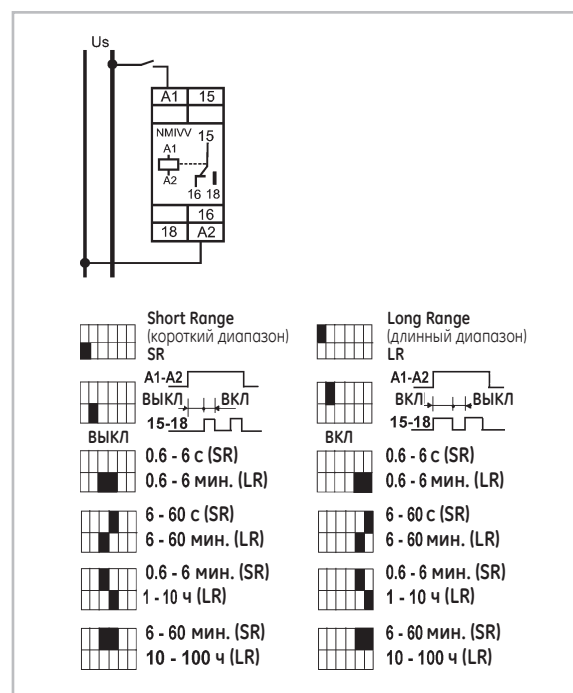 Us
A1 15
NMIVV 15
A1
A2
16 18
16
18 A2
Short Range
(короткий диапазон)
SR
A1-A2
ВЫКЛ ВКЛ
15-18
ВЫКЛ
0.6 - 6 с (SR)
0.6 - 6 мин. (LR)
6 - 60 с (SR)
6 - 60 мин. (LR)
0.6 - 6 мин. (SR)
1 - 10 ч (LR)
6 - 60 мин. (SR)
10 - 100 ч (LR)
Long Range
(длинный диапазон)
LR
A1-A2
ВКЛ ВЫКЛ
15-18
ВКЛ
0.6 - 6 с (SR)
0.6 - 6 мин. (LR)
6 - 60 с (SR)
6 - 60 мин. (LR)
0.6 - 6 мин. (SR)
1 - 10 ч (LR)
6 - 60 мин. (SR)
10 - 100 ч (LR)